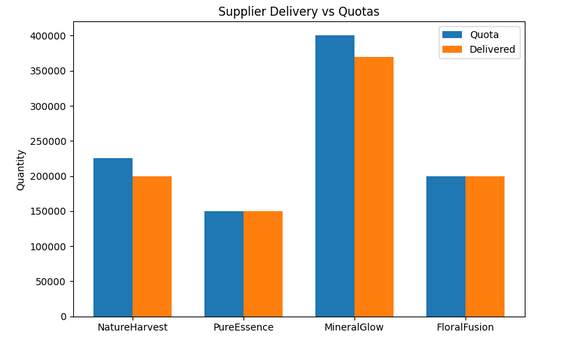 Supplier Delivery vs Quotas
Quota
Delivered
Quantity
400000
350000
300000
250000
200000
150000
100000
50000
0
NatureHarvest PureEssence MineralGlow FloralFusion